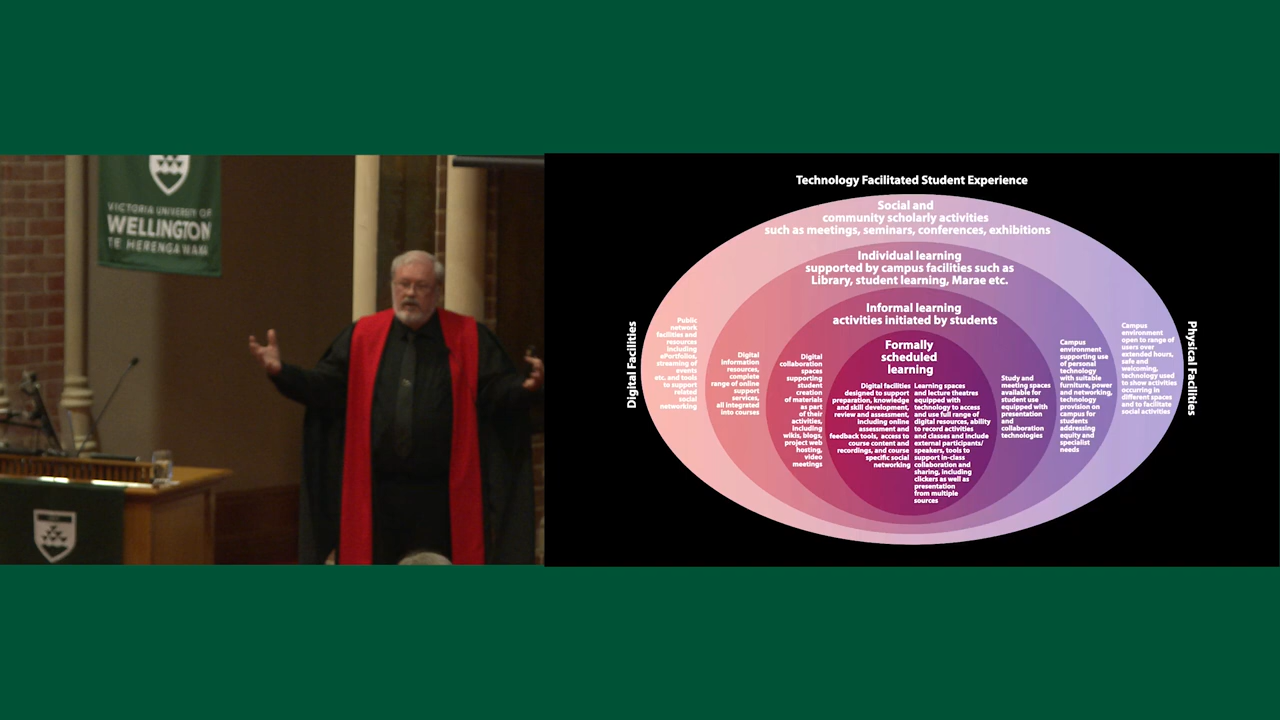 VICTORIA UNIVERSITY OF
WELLINGTON
TE HERENGA WAKA
Technology Facilitated Student Experience
Social and
community scholarly activities
such as meetings, seminars, conferences, exhibitions
Individual learning
supported by campus facilities such as
Library, student learning, Marae etc.
Informal learning
activities initiated by students
Formally
scheduled
learning
Digital Facilities
Public
network
facilities and
resources
including
ePortfolios,
streaming of
events
etc. and tools
to support
related
social
networking
Digital
information
resources,
complete
range of online
support
services,
all integrated
into courses
Digital
collaboration
spaces
supporting
student
creation
of materials
as part
of their
activities,
including
wikis, blogs,
project web
hosting,
video
meetings
Digital facilities
designed to support
preparation, knowledge
and skill development,
review and assessment,
including online
assessment and
feedback tools, access to
course content and
recordings, and course
specific social
networking
Learning spaces
and lecture theatres
equipped with
technology to access
and use full range of
digital resources, ability
to record activities
and classes and include
external participants/
speakers, tools to
support in-class
collaboration and
sharing, including
clickers as well as
presentation
from multiple
sources
Study and
meeting spaces
available for
student use
equipped with
presentation
and
collaboration
technologies
Campus
environment
supporting use
of personal
technology
with suitable
furniture, power
and networking,
technology
provision on
campus for
students
addressing
equity and
specialist
needs
Campus
environment
open to range of
users over
extended hours,
safe and
welcoming,
technology used
to show activities
occurring in
different spaces
and to facilitate
social activities
Physical Facilities